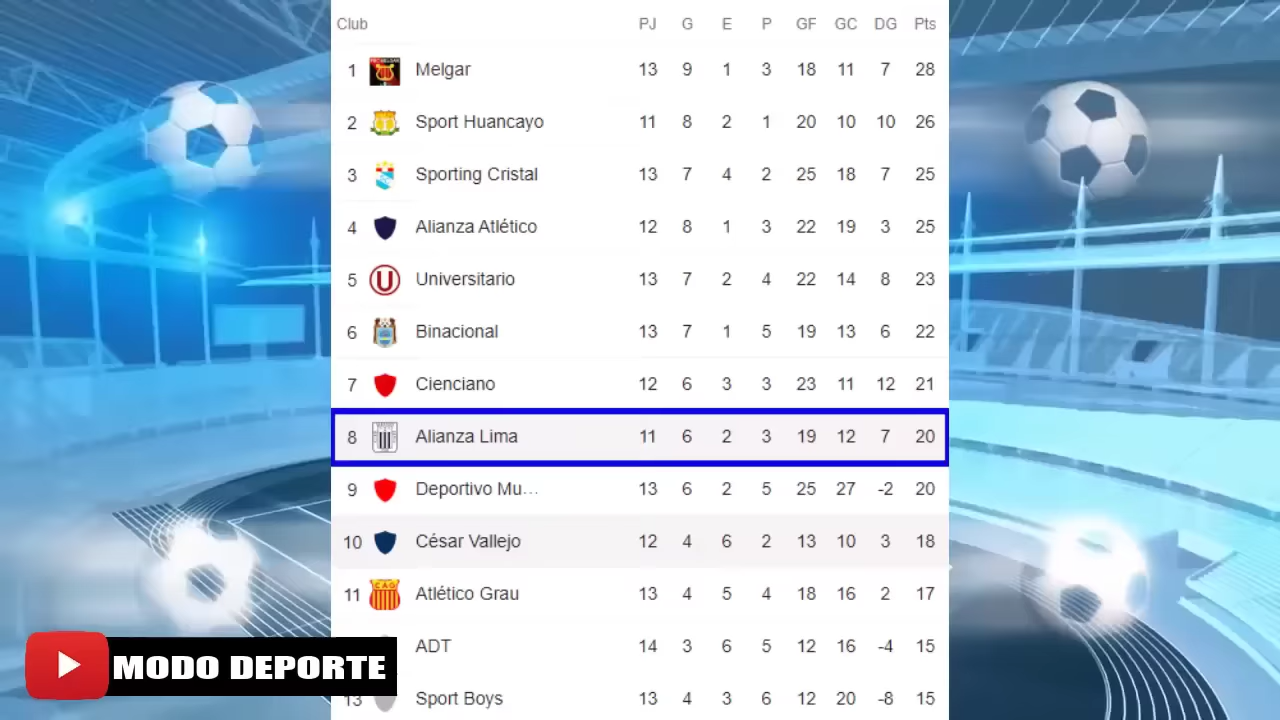 Club PJ G E P GF GC DG Pts
1 Melgar 13 9 1 3 18 11 7 28
2 Sport Huancayo 11 8 2 1 20 10 10 26
3 Sporting Cristal 13 7 4 2 25 18 7 25
4 Alianza Atlético 12 8 1 3 22 19 3 25
5 Universitario 13 7 2 4 22 14 8 23
6 Binacional 13 7 1 5 19 13 6 22
7 Cienciano 12 6 3 3 23 11 12 21
8 Alianza Lima 11 6 2 3 19 12 7 20
9 Deportivo Mu... 13 6 2 5 25 27 -2 20
10 César Vallejo 12 4 6 2 13 10 3 18
11 Atlético Grau 13 4 5 4 18 16 2 17
ADT 14 3 6 5 12 16 -4 15
13 Sport Boys 13 4 3 6 12 20 -8 15
MODO DEPORTE